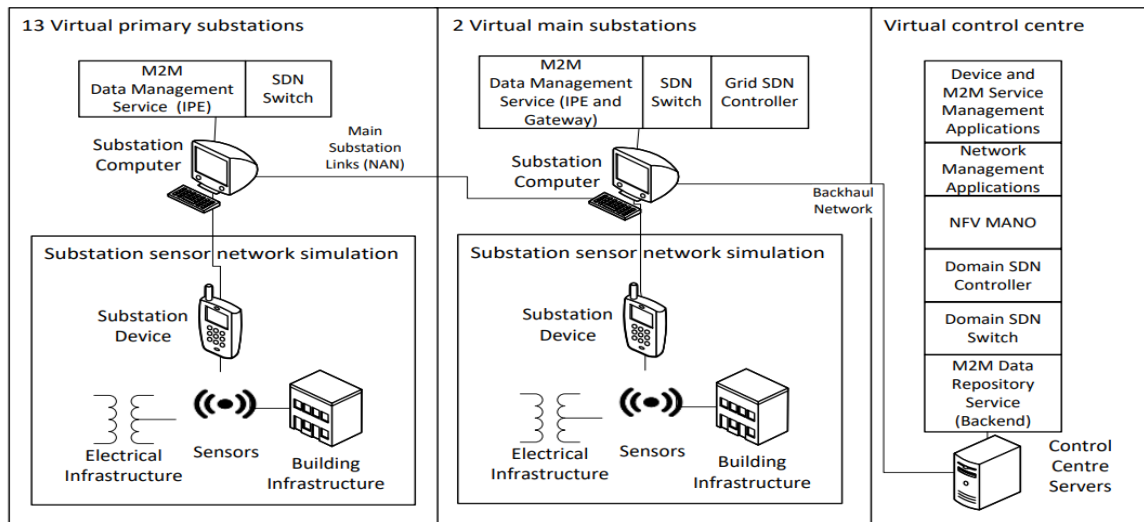 13 Virtual primary substations
M2M
Data Management
Service (IPE)
SDN
Switch
Substation
Computer
Main
Substation
Links (NAN)
Substation sensor network simulation
Substation
Device
Electrical
Infrastructure
Sensors
Building
Infrastructure
2 Virtual main substations
M2M
Data Management
Service (IPE and
Gateway)
SDN
Switch
Grid SDN
Controller
Substation
Computer
Backhaul
Network
Substation sensor network simulation
Substation
Device
Electrical
Infrastructure
Sensors
Building
Infrastructure
Virtual control centre
Device and
M2M Service
Management
Applications
Network
Management
Applications
NFV MANO
Domain SDN
Controller
Domain SDN
Switch
M2M Data
Repository
Service
(Backend)
Control
Centre
Servers